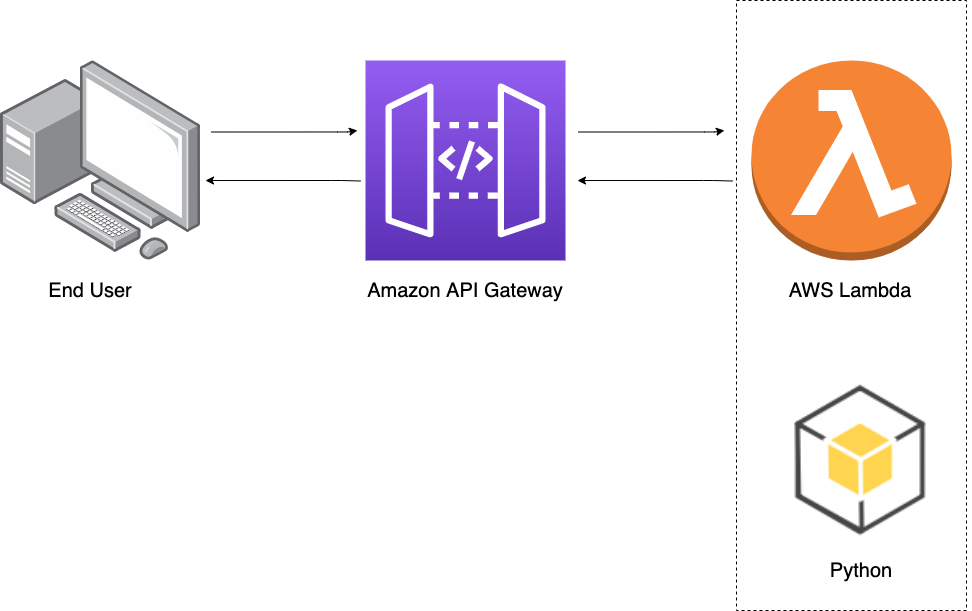 End User
Amazon API Gateway
AWS Lambda
Python